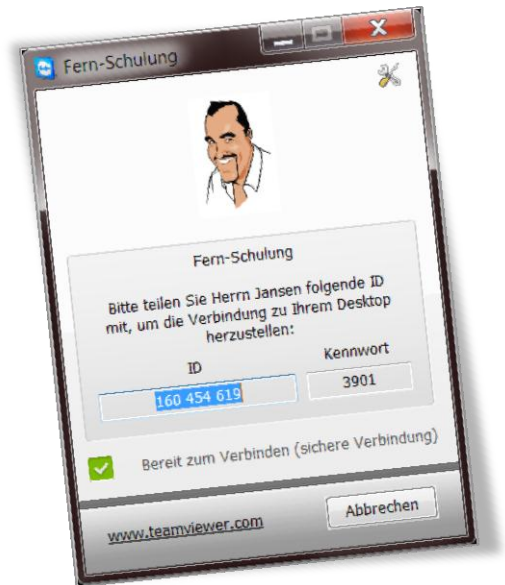 Fern-Schulung
Fern-Schulung
Bitte teilen Sie Herrn Jansen folgende ID
mit, um die Verbindung zu Ihrem Desktop
herzustellen:
ID
Kennwort
160 454 619
3901
Bereit zum Verbinden (sichere Verbindung)
www.teamviewer.com
Abbrechen